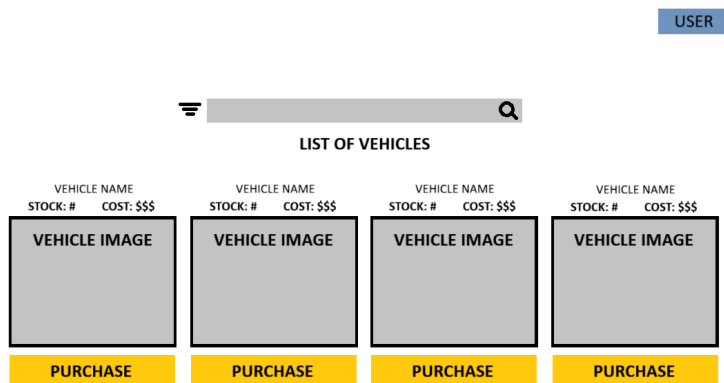 USER
LIST OF VEHICLES
VEHICLE NAME VEHICLE NAME VEHICLE NAME VEHICLE NAME
STOCK: # COST: $$$ STOCK: # COST: $$$ STOCK: # COST: $$$ STOCK: # COST: $$$
VEHICLE IMAGE VEHICLE IMAGE VEHICLE IMAGE VEHICLE IMAGE
PURCHASE PURCHASE PURCHASE PURCHASE